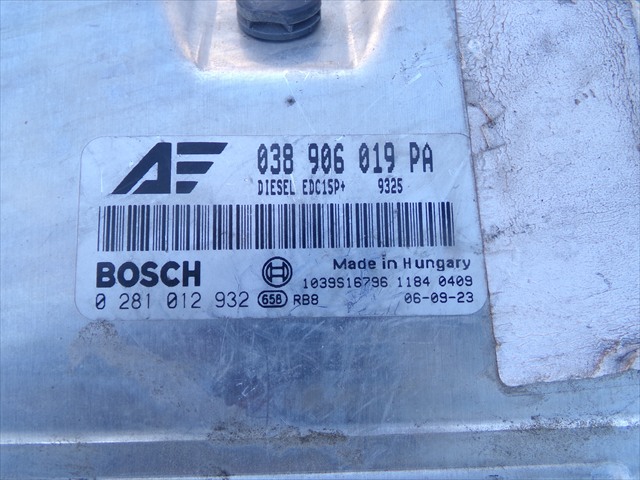 AE 038 906 019 PA
DIESEL EDC15P+ 9325
BOSCH Made in Hungary
1039S16796 1184 0409
0 281 012 932 658 RB8 06-09-23